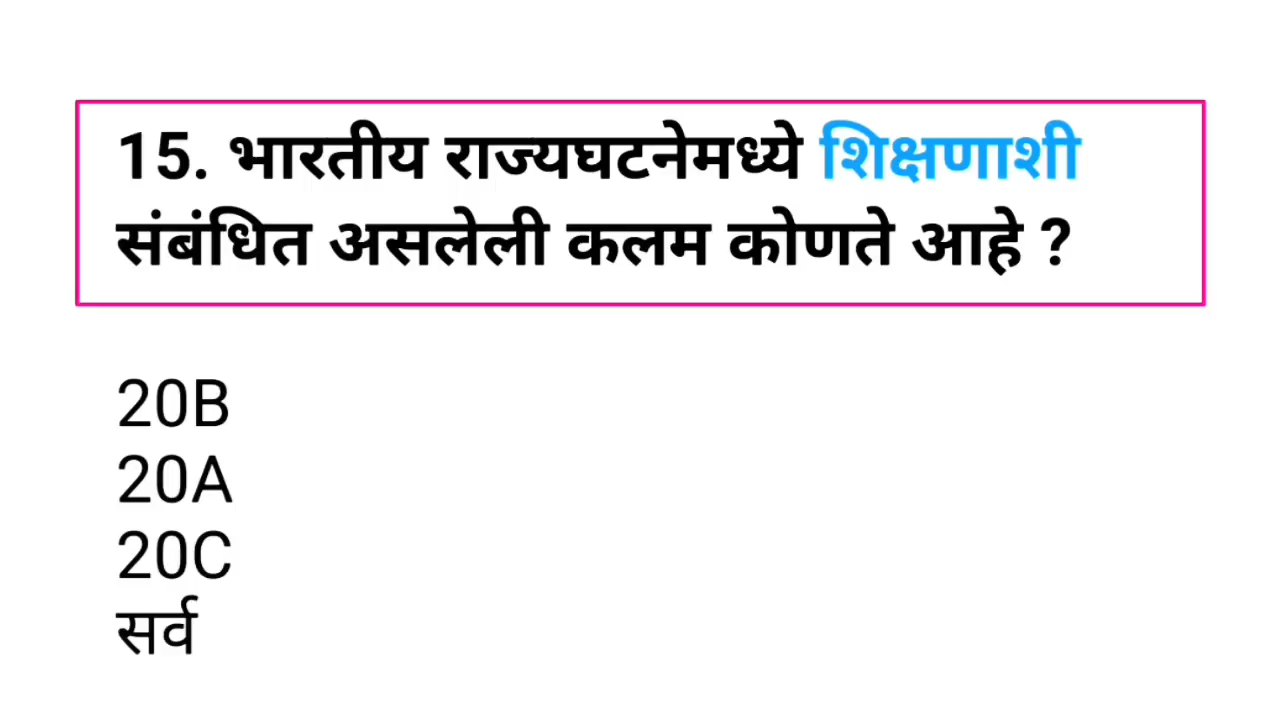 15. भारतीय राज्यघटनेमध्ये शिक्षणाशी
संबंधित असलेली कलम कोणते आहे ?
20B
20A
20C
सर्व